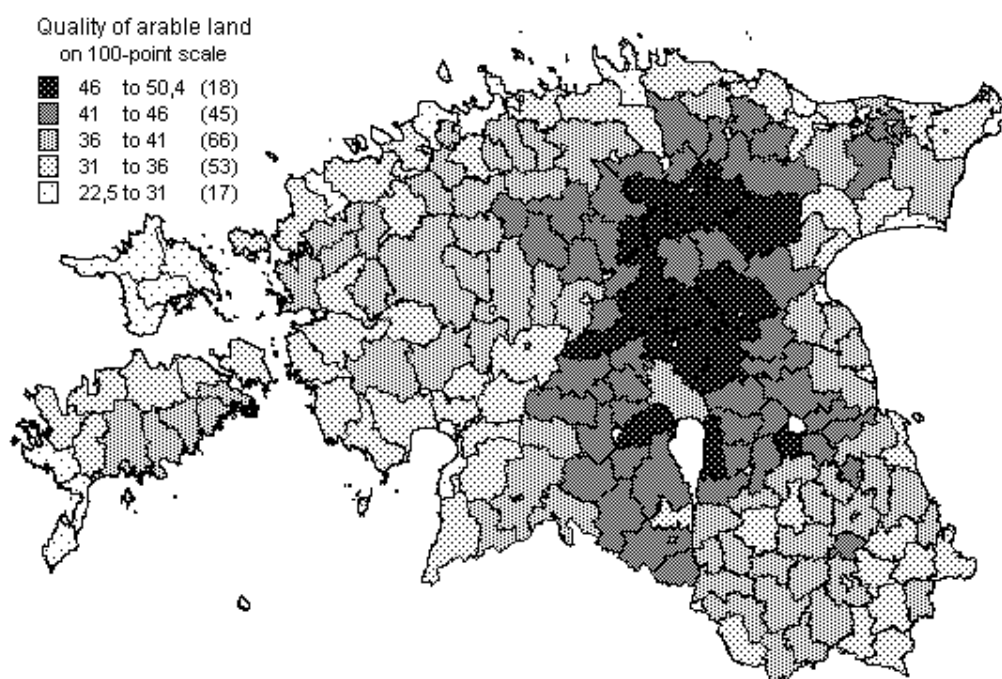 Quality of arable land
on 100-point scale
46 to 50,4 (18)
41 to 46 (45)
36 to 41 (66)
31 to 36 (53)
22,5 to 31 (17)